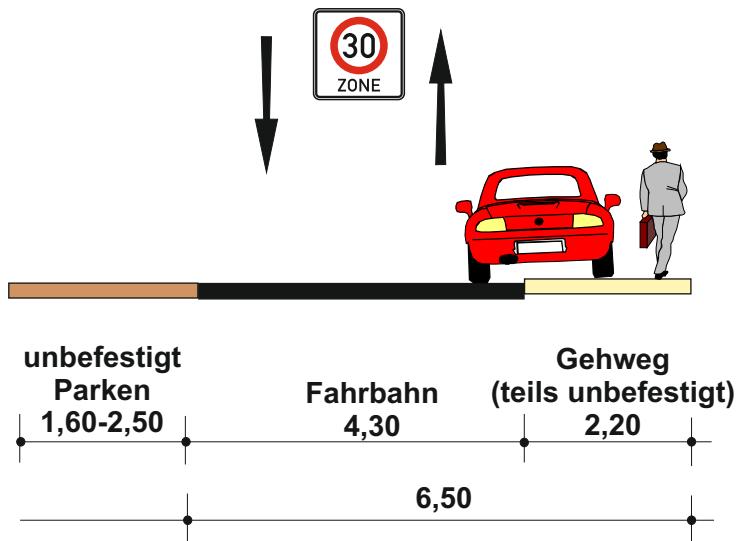 30
ZONE
unbefestigt
Parken
1,60-2,50
Fahrbahn
4,30
Gehweg
(teils unbefestigt)
2,20
6,50